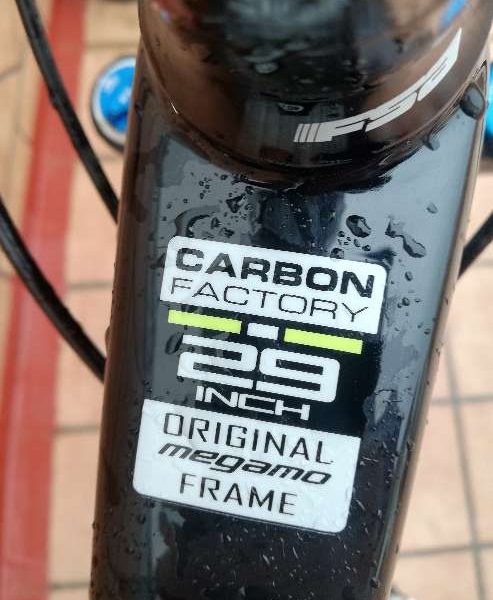 FSA
CARBON
FACTORY
29
INCH
ORIGINAL
megamo
FRAME